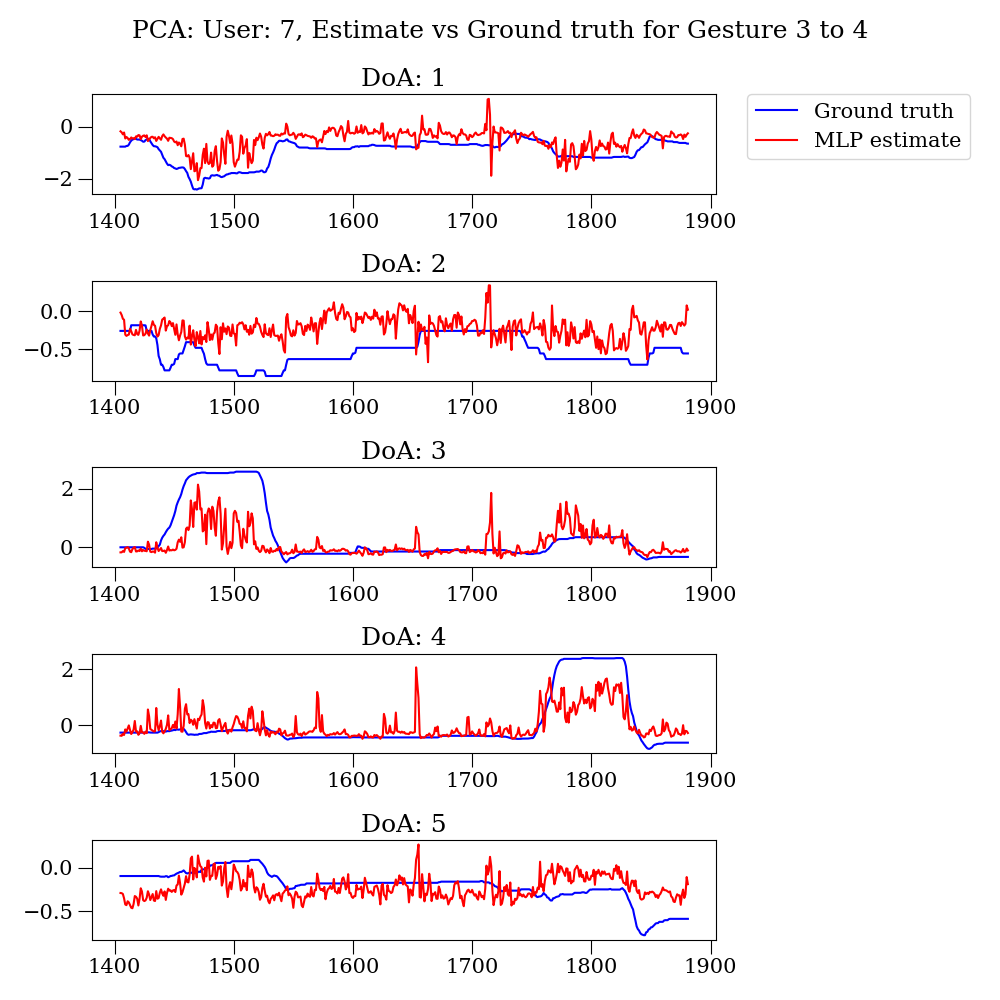 PCA: User: 7, Estimate vs Ground truth for Gesture 3 to 4
DoA: 1
Ground truth
MLP estimate
0
−2
1400 1500 1600 1700 1800 1900
DoA: 2
0.0
−0.5
1400 1500 1600 1700 1800 1900
DoA: 3
2
0
1400 1500 1600 1700 1800 1900
DoA: 4
2
0
1400 1500 1600 1700 1800 1900
DoA: 5
0.0
−0.5
1400 1500 1600 1700 1800 1900